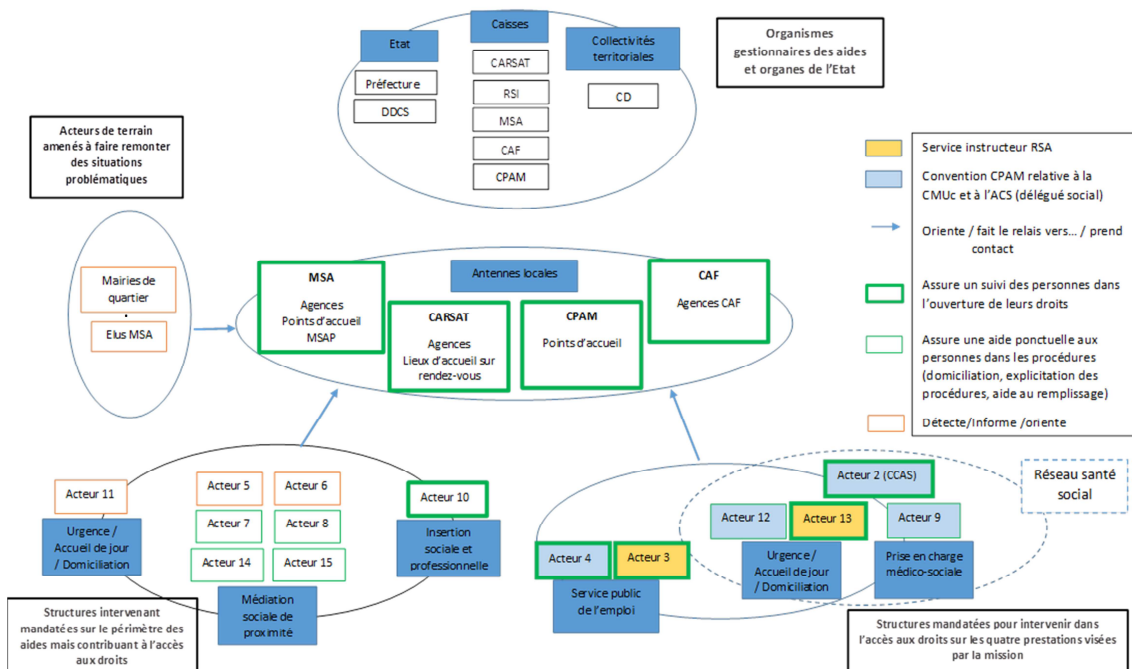 Organismes
gestionnaires des aides
et organes de l'Etat
Etat
Préfecture
DDCS
Caisses
CARSAT
RSI
MSA
CAF
CPAM
Collectivités
territoriales
CD
Acteurs de terrain
amenés à faire remonter
des situations
problématiques
Mairies de
quartier
Elus MSA
Antennes locales
MSA
Agences
Points d'accueil
MSAP
CARSAT
Agences
Lieux d'accueil sur
rendez-vous
CPAM
Points d'accueil
CAF
Agences CAF
Service instructeur RSA
Convention CPAM relative à la
CMUc et à l'ACS (délégué social)
Oriente / fait le relais vers... / prend
contact
Assure un suivi des personnes dans
l'ouverture de leurs droits
Assure une aide ponctuelle aux
personnes dans les procédures
(domiciliation, explicitation des
procédures, aide au remplissage)
Détecte/Informe /oriente
Acteur 11
Urgence /
Accueil de jour
/ Domiciliation
Acteur 5
Acteur 6
Acteur 7
Acteur 8
Acteur 14
Acteur 15
Médiation
sociale de
proximité
Acteur 10
Insertion
sociale et
professionnelle
Structures intervenant
mandatées sur le périmètre des
aides mais contribuant à l'accès
aux droits
Acteur 4
Acteur 3
Service public
de l'emploi
Acteur 2 (CCAS)
Acteur 12
Acteur 13
Acteur 9
Urgence /
Accueil de jour
/Domiciliation
Prise en charge
médico-sociale
Réseau santé
social
Structures mandatées pour intervenir dans
l'accès aux droits sur les quatre prestations visées
par la mission